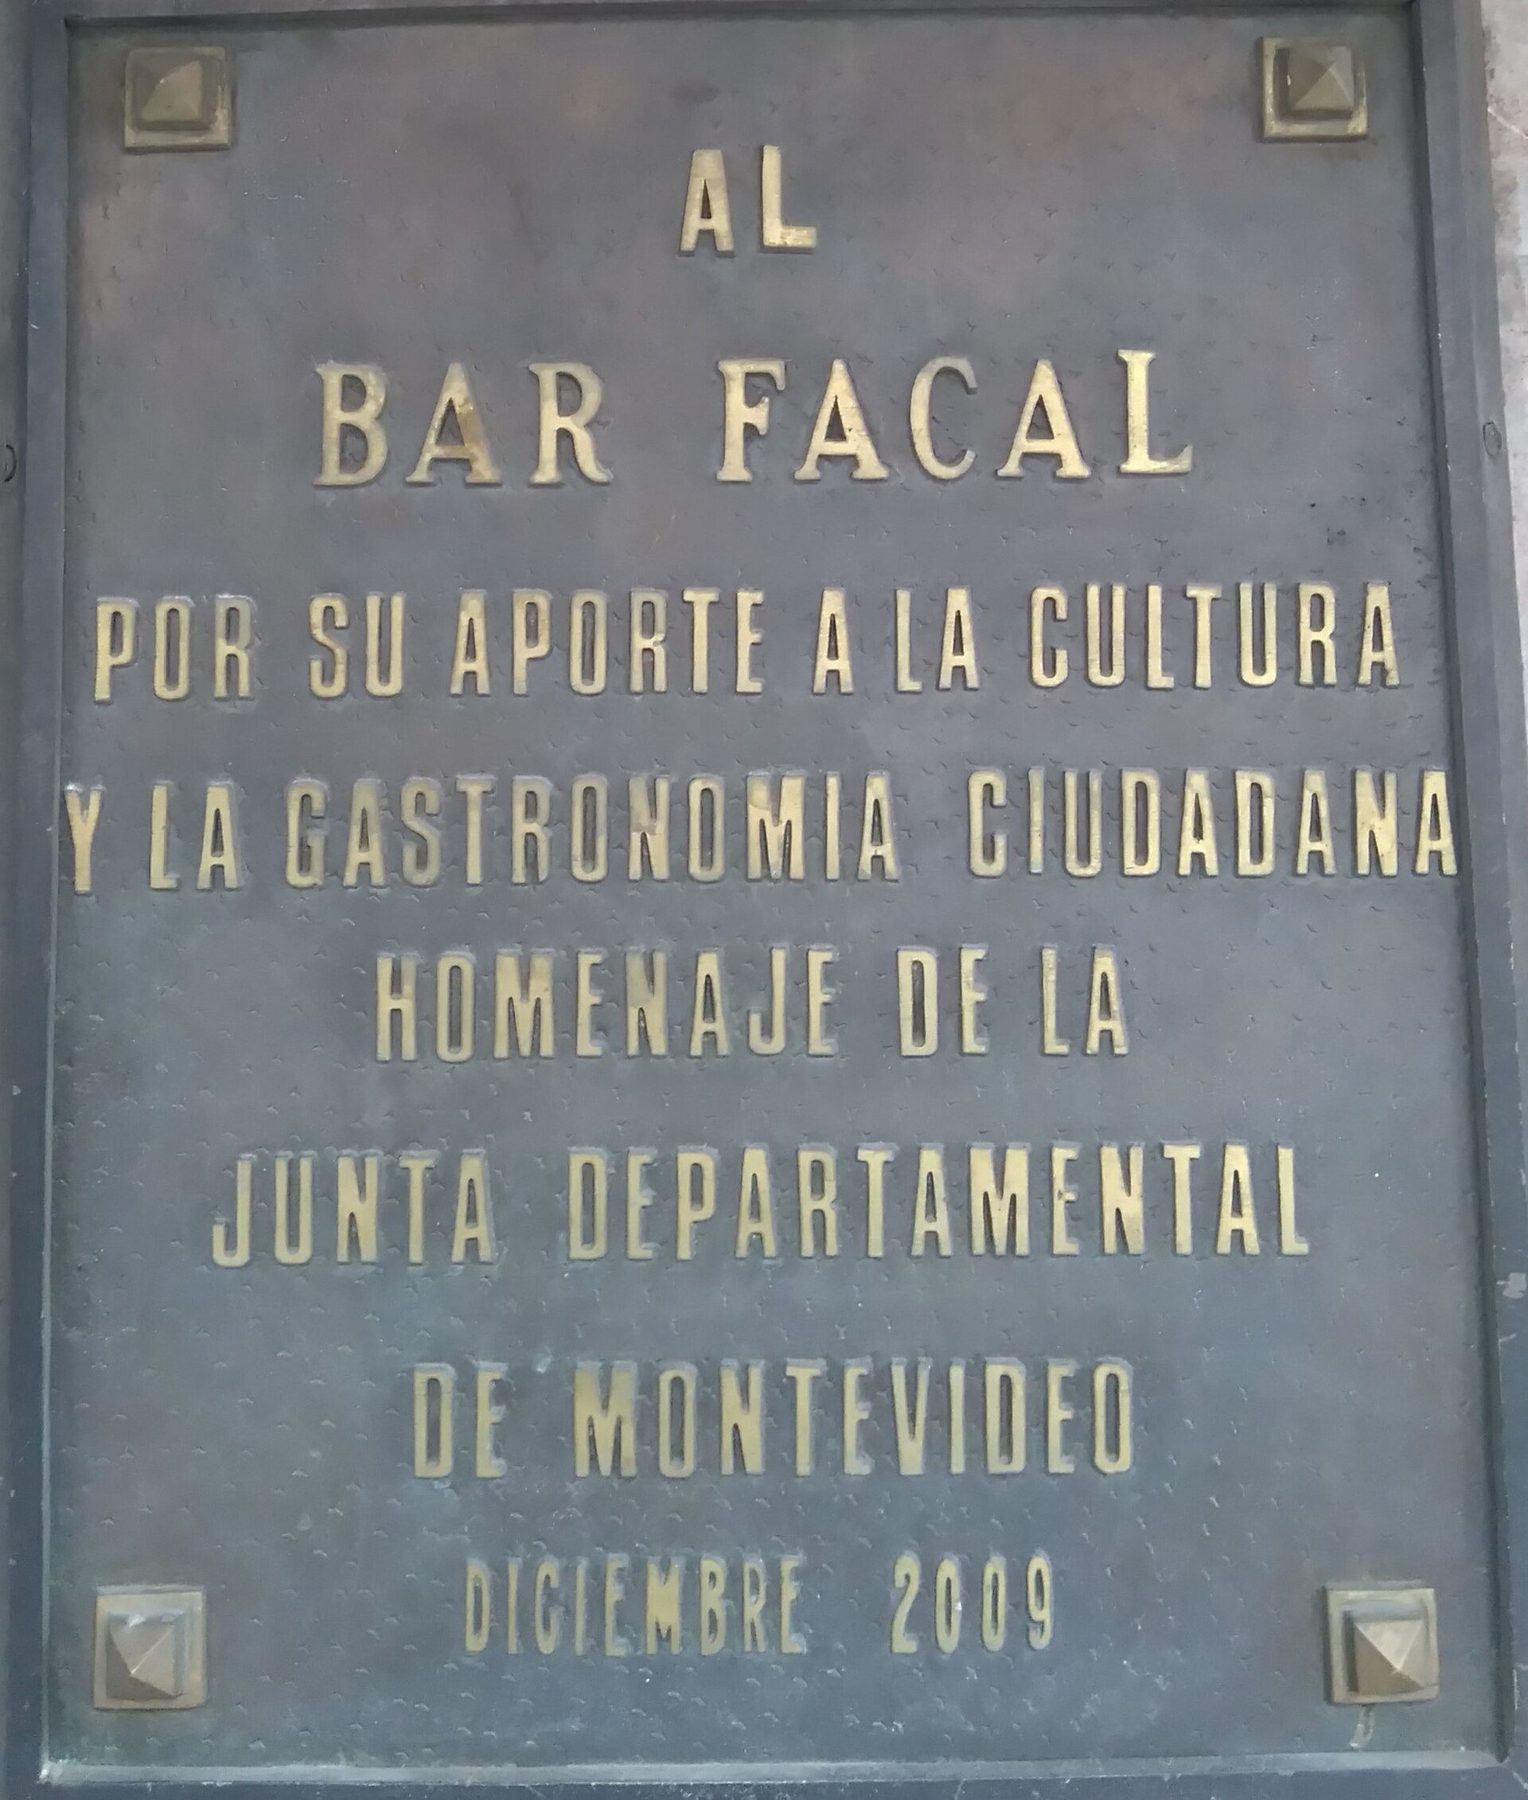 AL
BAR FACAL
POR SU APORTE A LA CULTURA
Y LA GASTRONOMIA CIUDADANA
HOMENAJE DE LA
JUNTA DEPARTAMENTAL
DE MONTEVIDEO
DICIEMBRE 2009